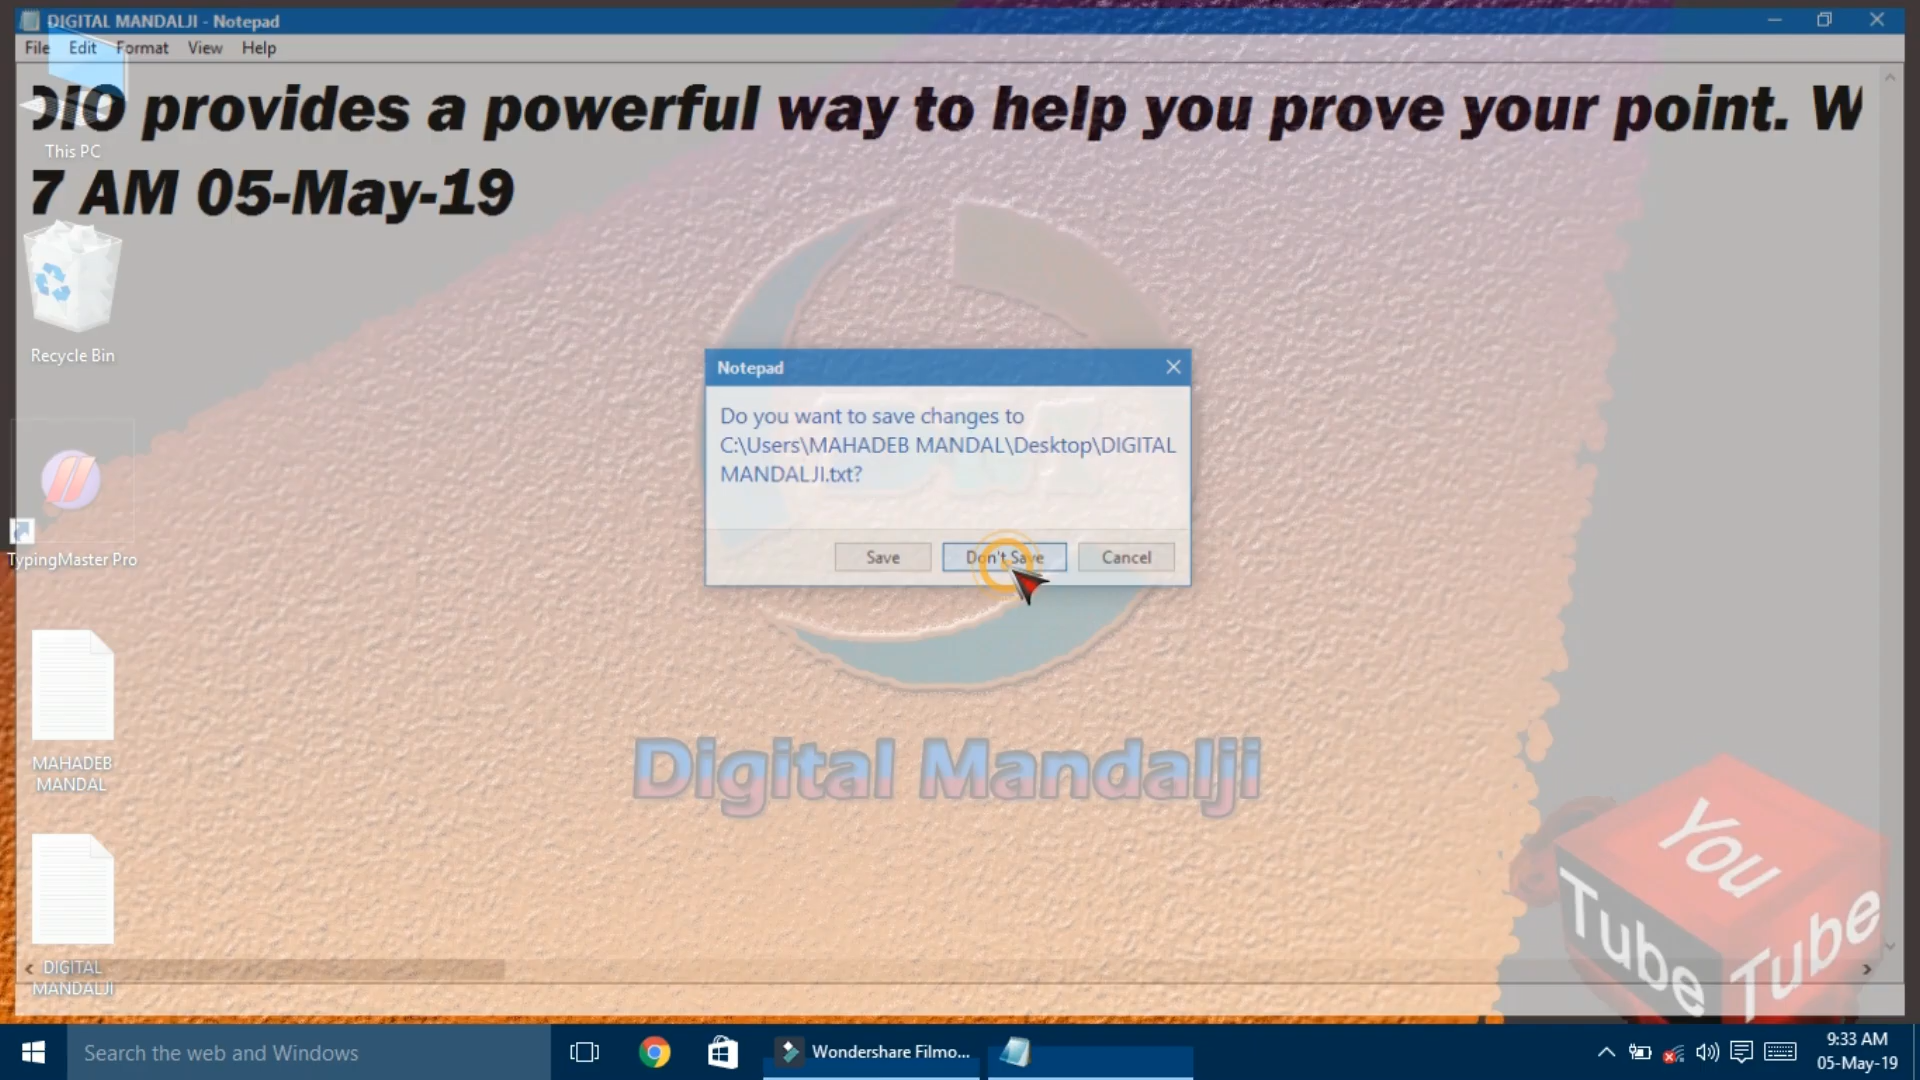 DIGITAL MANDALJI - Notepad
File Edit Format View Help
provides a powerful way to help you prove your point. W
7 AM 05-May-19
This PC
Recycle Bin
TypingMaster Pro
MAHADEB
MANDAL
DIGITAL
MANDALJI
Notepad
Do you want to save changes to
C:\Users\MAHADEB MANDAL\Desktop\DIGITAL
MANDALJI.txt?
Save Don't Save Cancel
Digital Mandalji
You
Tube
Tube
Search the web and Windows
Wondershare Filmo...
9:33 AM
05-May-19